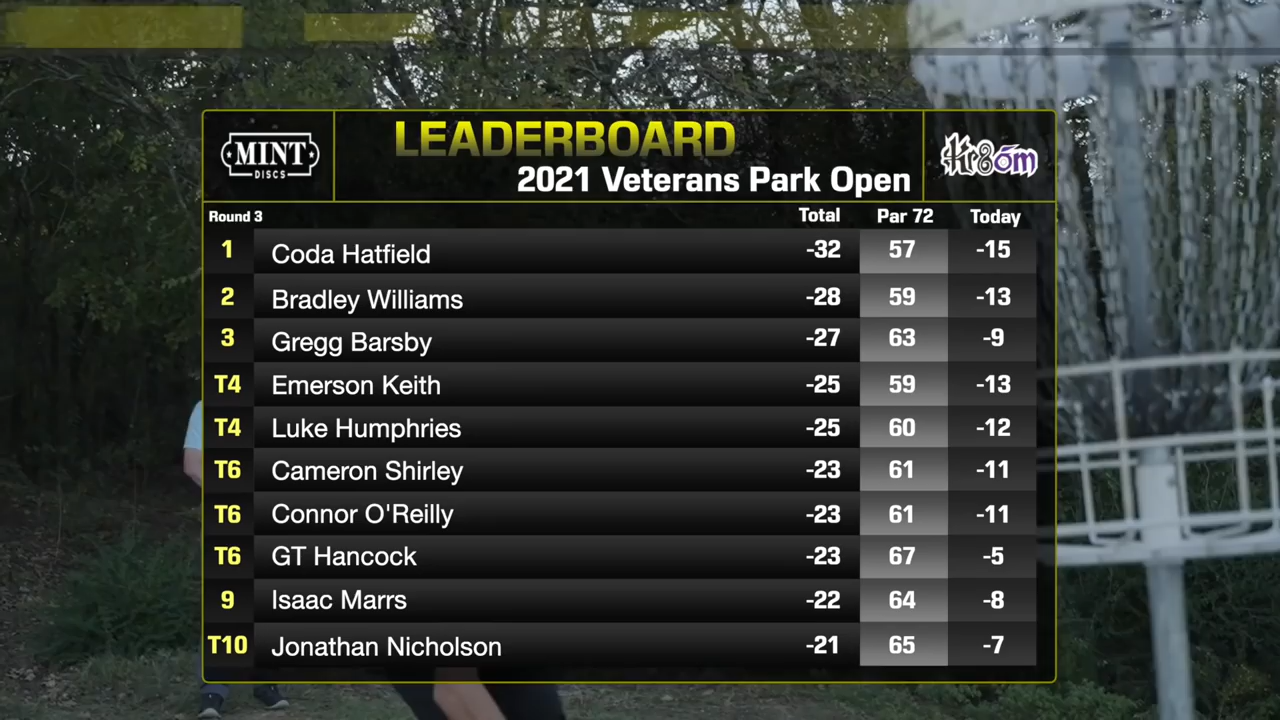 MINT
DISCS
LEADERBOARD
2021 Veterans Park Open
Kr8ōm
Round 3 Total Par 72 Today
1 Coda Hatfield -32 57 -15
2 Bradley Williams -28 59 -13
3 Gregg Barsby -27 63 -9
T4 Emerson Keith -25 59 -13
T4 Luke Humphries -25 60 -12
T6 Cameron Shirley -23 61 -11
T6 Connor O'Reilly -23 61 -11
T6 GT Hancock -23 67 -5
9 Isaac Marrs -22 64 -8
T10 Jonathan Nicholson -21 65 -7